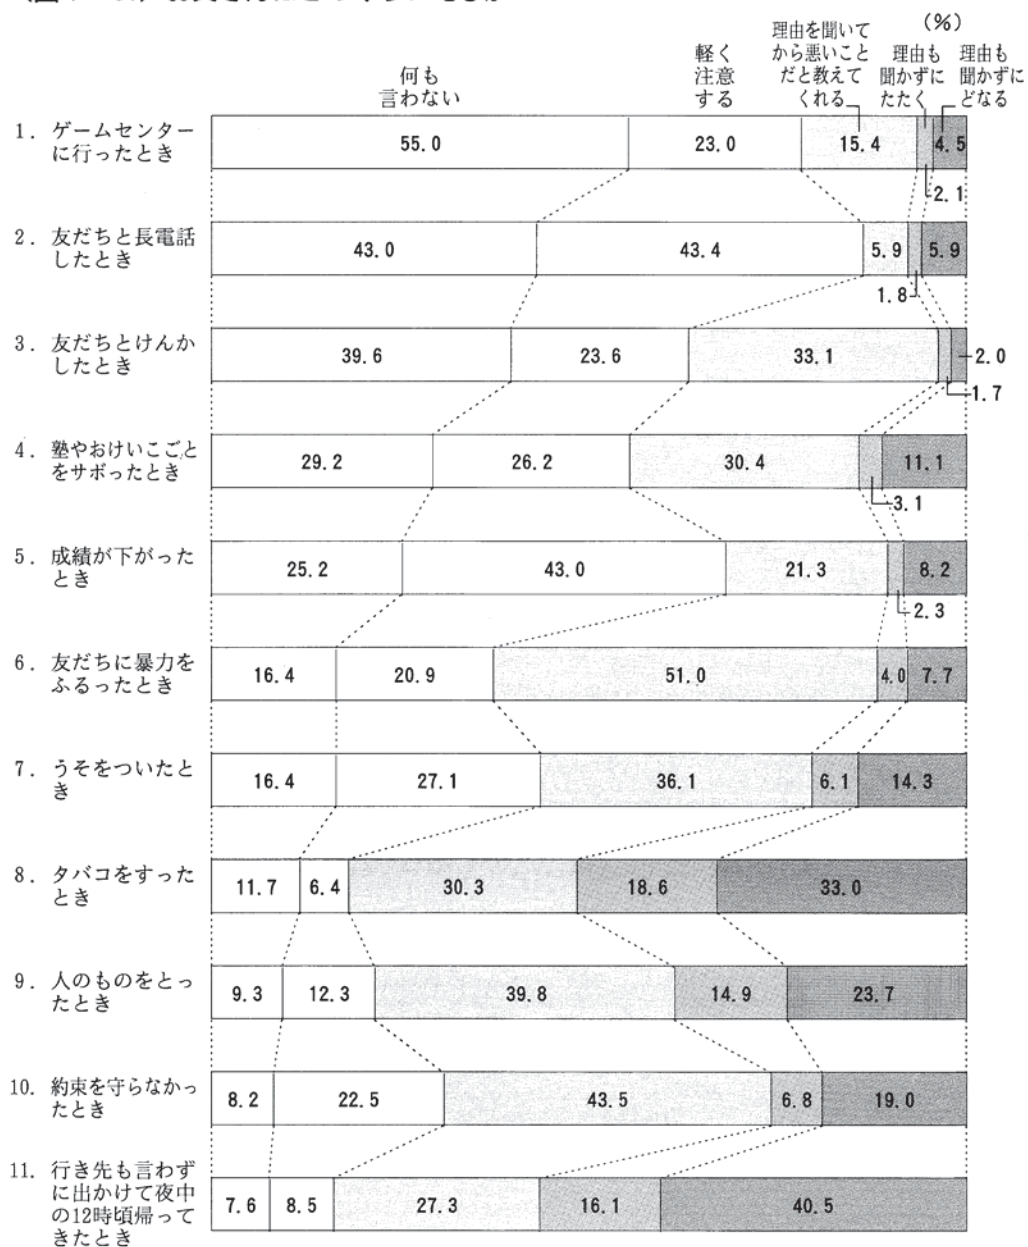 (%)
何も
言わない
軽く
注意
する
理由を聞いて
から悪いこと
だと教えて
くれる
理由も
聞かずに
たたく
理由も
聞かずに
どなる
1. ゲームセンター
に行ったとき
55.0 23.0 15.4 4.5
2.1
2. 友だちと長電話
したとき
43.0 43.4 5.9 5.9
1.8
3. 友だちとけんか
したとき
39.6 23.6 33.1 2.0
1.7
4. 塾やおけいこごと
をサボったとき
29.2 26.2 30.4 11.1
3.1
5. 成績が下がった
とき
25.2 43.0 21.3 8.2
2.3
6. 友だちに暴力を
ふるったとき
16.4 20.9 51.0 4.0 7.7
7. うそをついたと
き
16.4 27.1 36.1 6.1 14.3
8. タバコをすった
とき
11.7 6.4 30.3 18.6 33.0
9. 人のものをとっ
たとき
9.3 12.3 39.8 14.9 23.7
10. 約束を守らなかっ
たとき
8.2 22.5 43.5 6.8 19.0
11. 行き先も言わず
に出かけて夜中
の12時頃帰って
きたとき
7.6 8.5 27.3 16.1 40.5